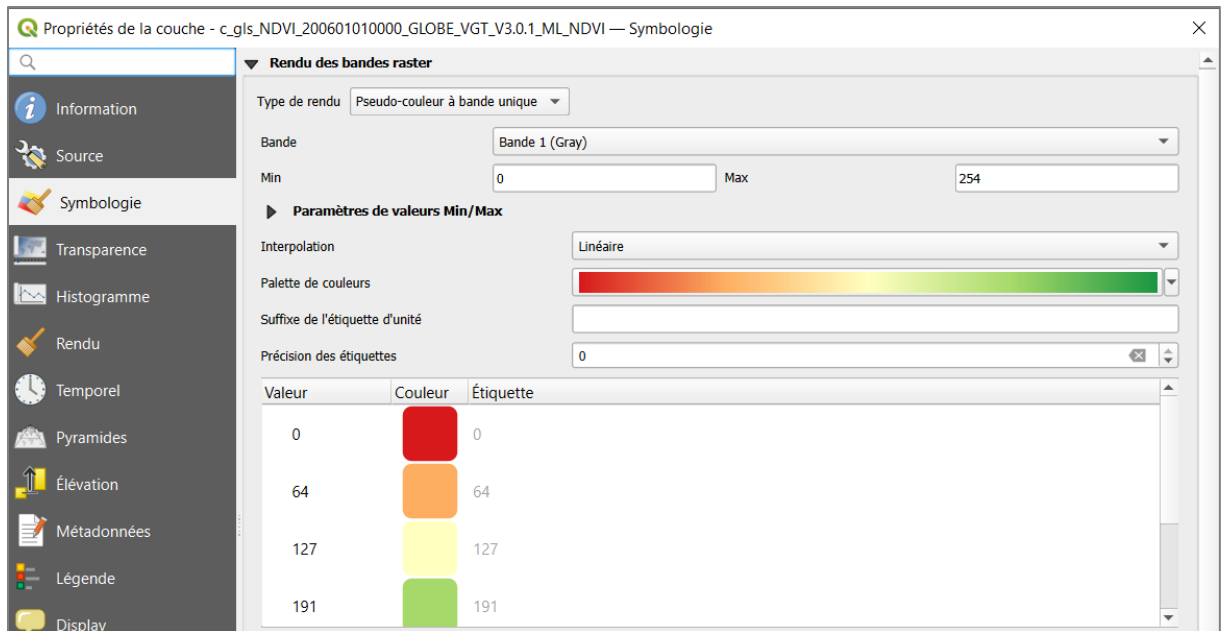 Propriétés de la couche - c_gls_NDVI_200601010000_GLOBE_VGT_V3.0.1_ML_NDVI — Symbologie
Information
Source
Symbologie
Transparence
Histogramme
Rendu
Temporel
Pyramides
Élévation
Métadonnées
Légende
Display
Rendu des bandes raster
Type de rendu Pseudo-couleur à bande unique
Bande Bande 1 (Gray)
Min 0 Max 254
Paramètres de valeurs Min/Max
Interpolation Linéaire
Palette de couleurs
Suffixe de l'étiquette d'unité
Précision des étiquettes 0
Valeur Couleur Étiquette
0 0
64 64
127 127
191 191